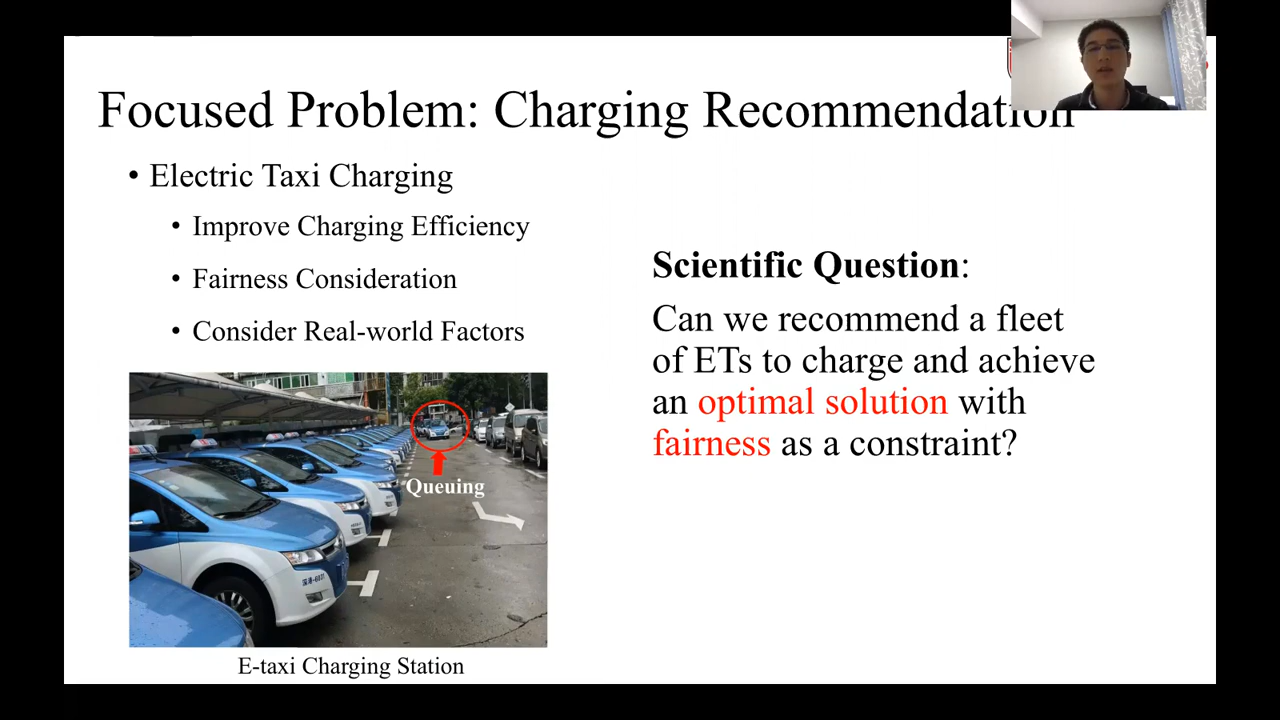 Focused Problem: Charging Recommendation
• Electric Taxi Charging
• Improve Charging Efficiency
• Fairness Consideration
• Consider Real-world Factors
Queuing
E-taxi Charging Station
Scientific Question:
Can we recommend a fleet
of ETs to charge and achieve
an optimal solution with
fairness as a constraint?